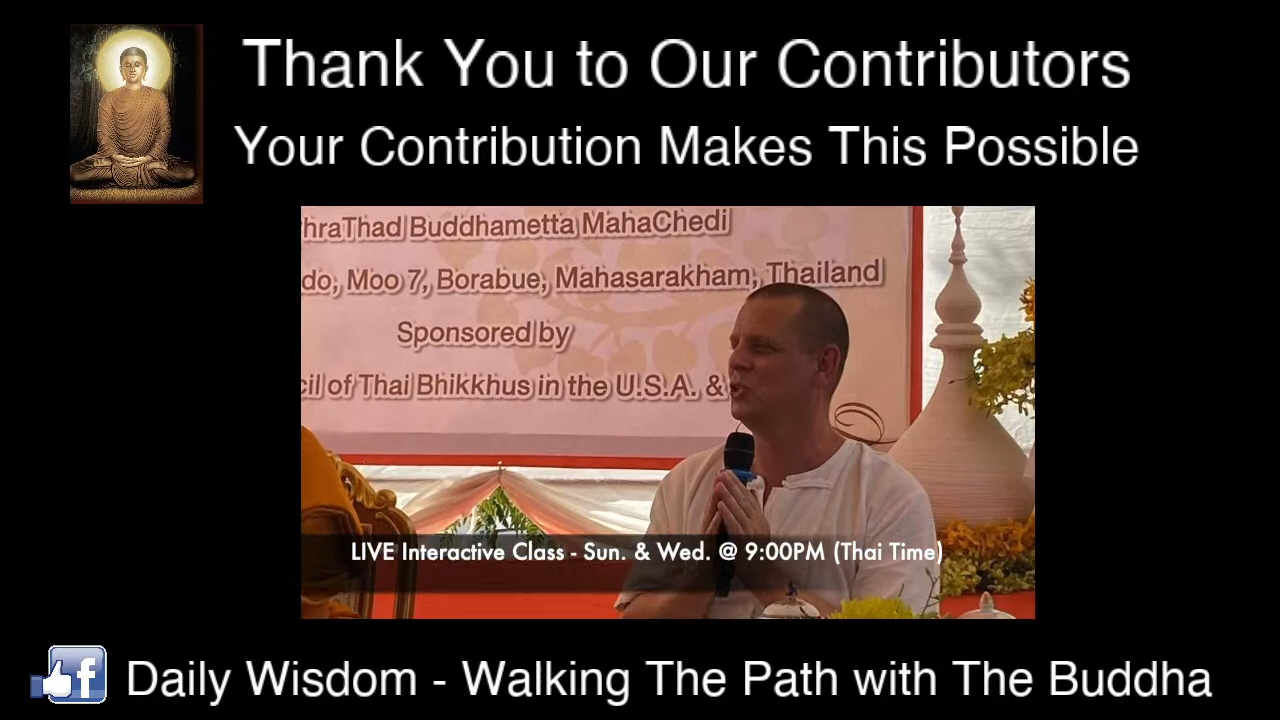 Thank You to Our Contributors
Your Contribution Makes This Possible
hraThad Buddhametta MahaChedi
do, Moo 7, Borabue, Mahasarakham, Thailand
Sponsored by
cil of Thai Bhikkhus in the U.S.A. &
LIVE Interactive Class - Sun. & Wed. @ 9:00PM (Thai Time)
f Daily Wisdom - Walking The Path with The Buddha